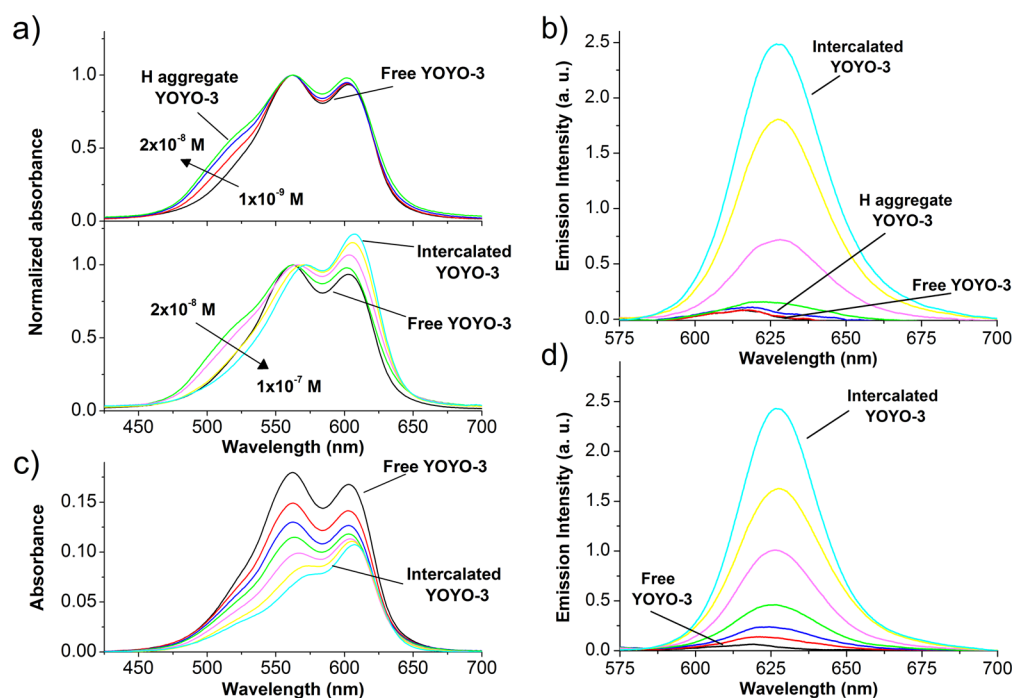 a)
H aggregate
YOYO-3
Free YOYO-3
2x10⁻⁸ M
1x10⁻⁹ M
1.0
0.5
0.0
Intercalated
YOYO-3
Free YOYO-3
2x10⁻⁸ M
1x10⁻⁷ M
1.0
0.5
0.0
Normalized absorbance
450 500 550 600 650 700
Wavelength (nm)
b)
Intercalated
YOYO-3
H aggregate
YOYO-3
Free YOYO-3
2.5
2.0
1.5
1.0
0.5
0.0
Emission Intensity (a. u.)
575 600 625 650 675 700
Wavelength (nm)
c)
Free YOYO-3
Intercalated
YOYO-3
0.15
0.10
0.05
0.00
Absorbance
450 500 550 600 650 700
Wavelength (nm)
d)
Intercalated
YOYO-3
Free
YOYO-3
2.5
2.0
1.5
1.0
0.5
0.0
Emission Intensity (a. u.)
575 600 625 650 675 700
Wavelength (nm)